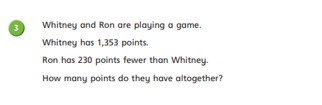 3
Whitney and Ron are playing a game.
Whitney has 1,353 points.
Ron has 230 points fewer than Whitney.
How many points do they have altogether?